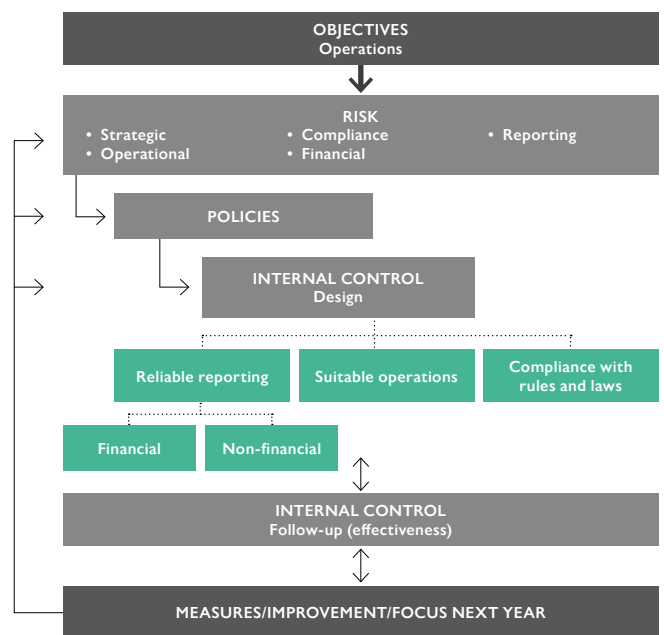 OBJECTIVES
Operations
RISK
• Strategic
• Operational
• Compliance
• Financial
• Reporting
POLICIES
INTERNAL CONTROL
Design
Reliable reporting
Suitable operations
Compliance with
rules and laws
Financial
Non-financial
INTERNAL CONTROL
Follow-up (effectiveness)
MEASURES/IMPROVEMENT/FOCUS NEXT YEAR